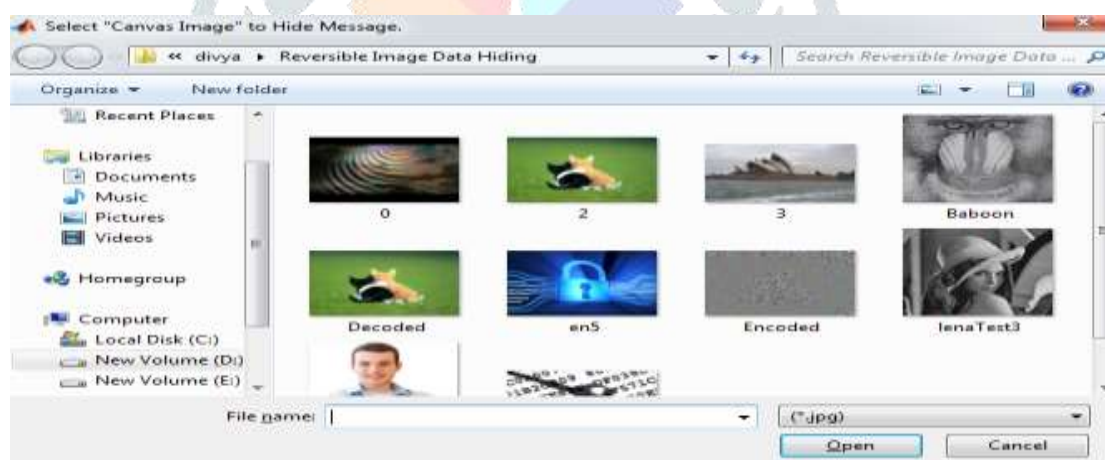 Select "Canvas Image" to Hide Message.
« divya ▸ Reversible Image Data Hiding
Search Reversible Image Data ...
Organize
New folder
Recent Places
Libraries
Documents
Music
Pictures
Videos
Homegroup
Computer
Local Disk (C:)
New Volume (D:)
New Volume (E:)
0
2
3
Baboon
Decoded
en5
Encoded
lenaTest3
File name:
(*.jpg)
Open
Cancel